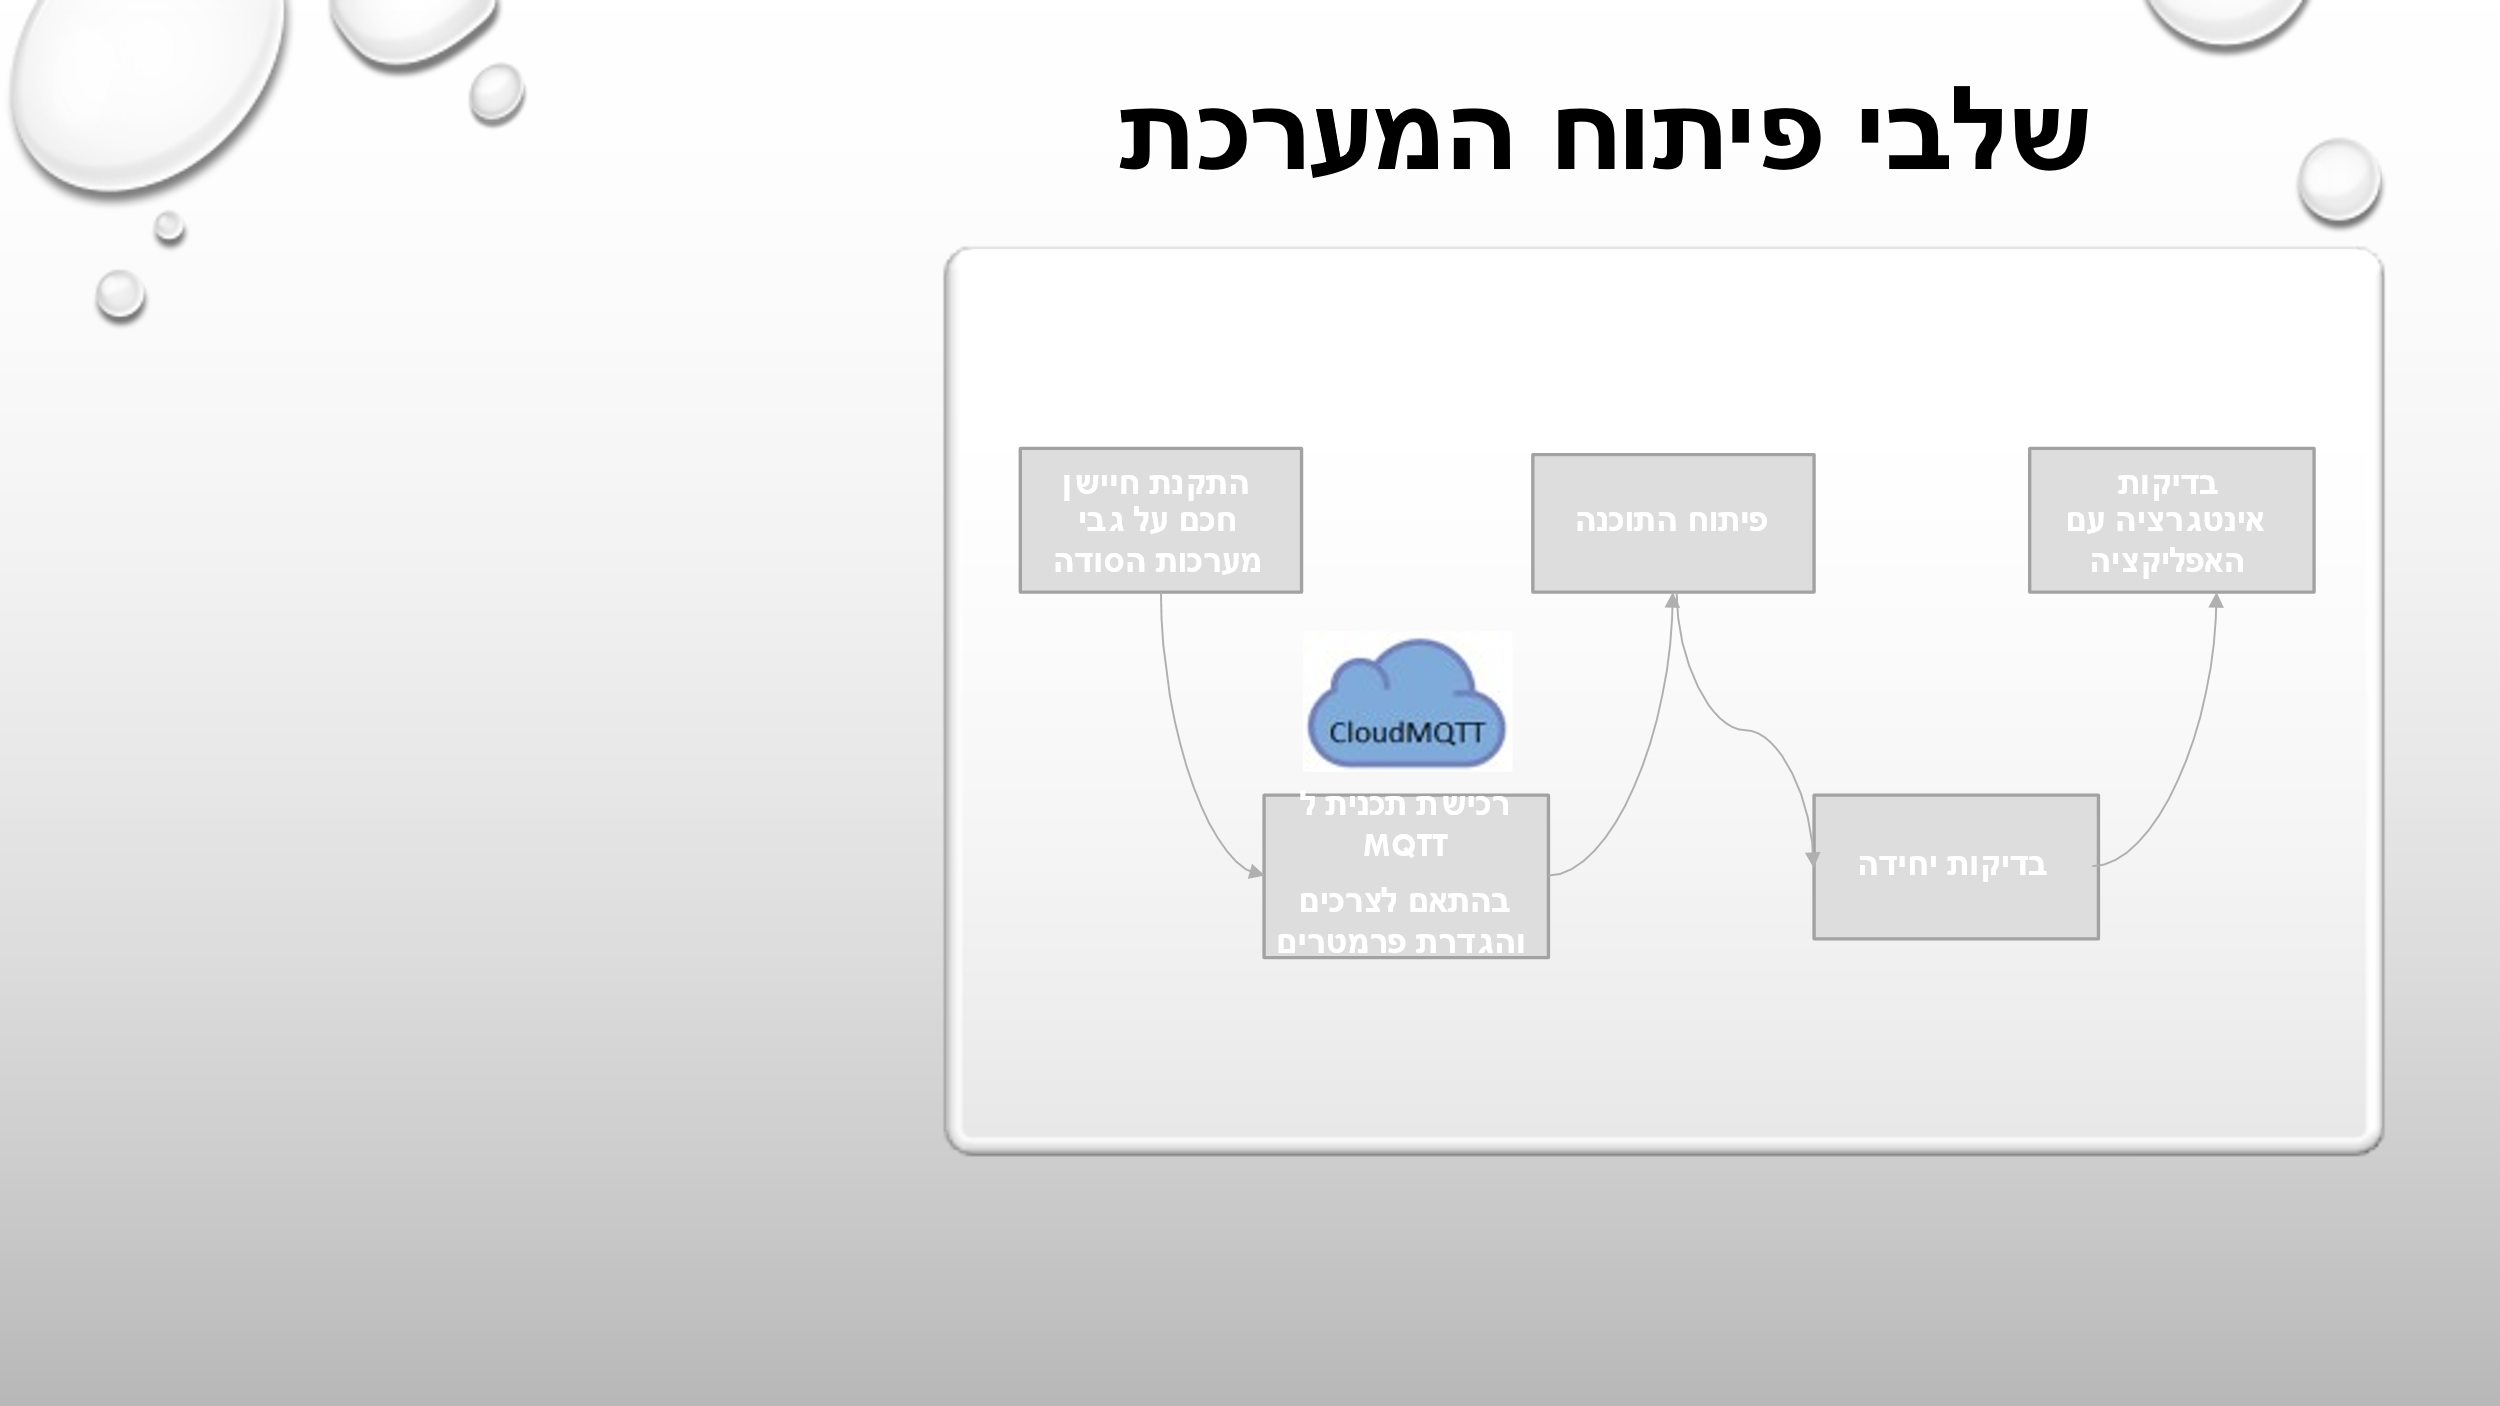 שלבי פיתוח המערכת
התקנת חיישן
חכם על גבי
מערכות הסודה
פיתוח התוכנה
בדיקות
אינטגרציה עם
האפליקציה
CloudMQTT
רכישת תכנית ל
MQTT
בהתאם לצרכים
והגדרת פרמטרים
בדיקות יחידה